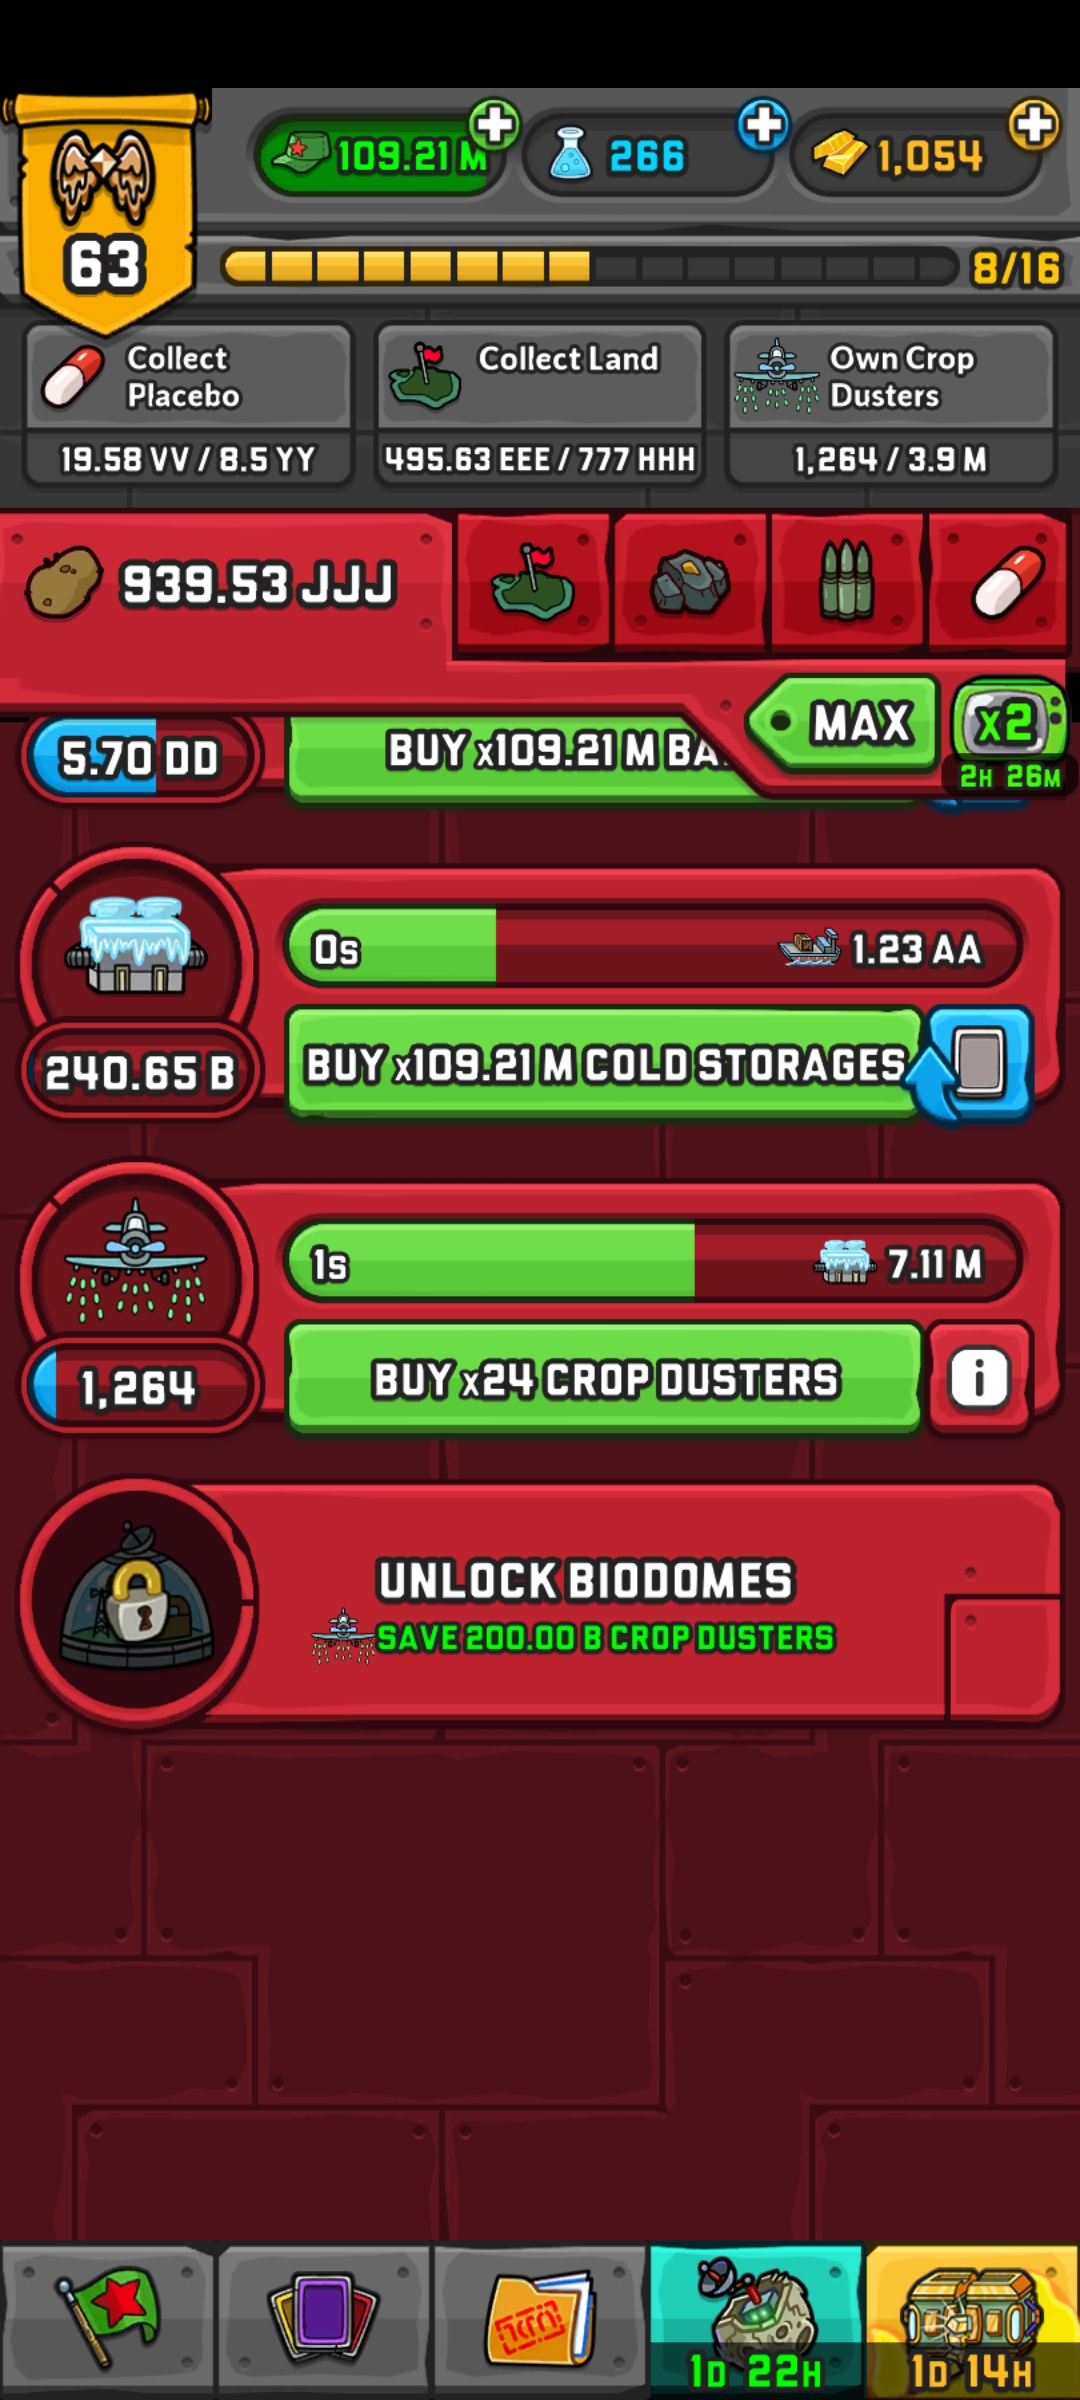 109.21 M
266
1,054
63
8/16
Collect
Placebo
19.58 VV / 8.5 YY
Collect Land
495.63 EEE / 777 HHH
Own Crop
Dusters
1,264 / 3.9 M
939.53 JJJ
MAX
X2
2H 26M
5.70 DD
BUY x109.21 M BA
0s
1.23 AA
240.65 B
BUY x109.21 M COLD STORAGES
1s
7.11 M
1,264
BUY x24 CROP DUSTERS
i
UNLOCK BIODOMES
SAVE 200.00 B CROP DUSTERS
1D 22H
1D 14H